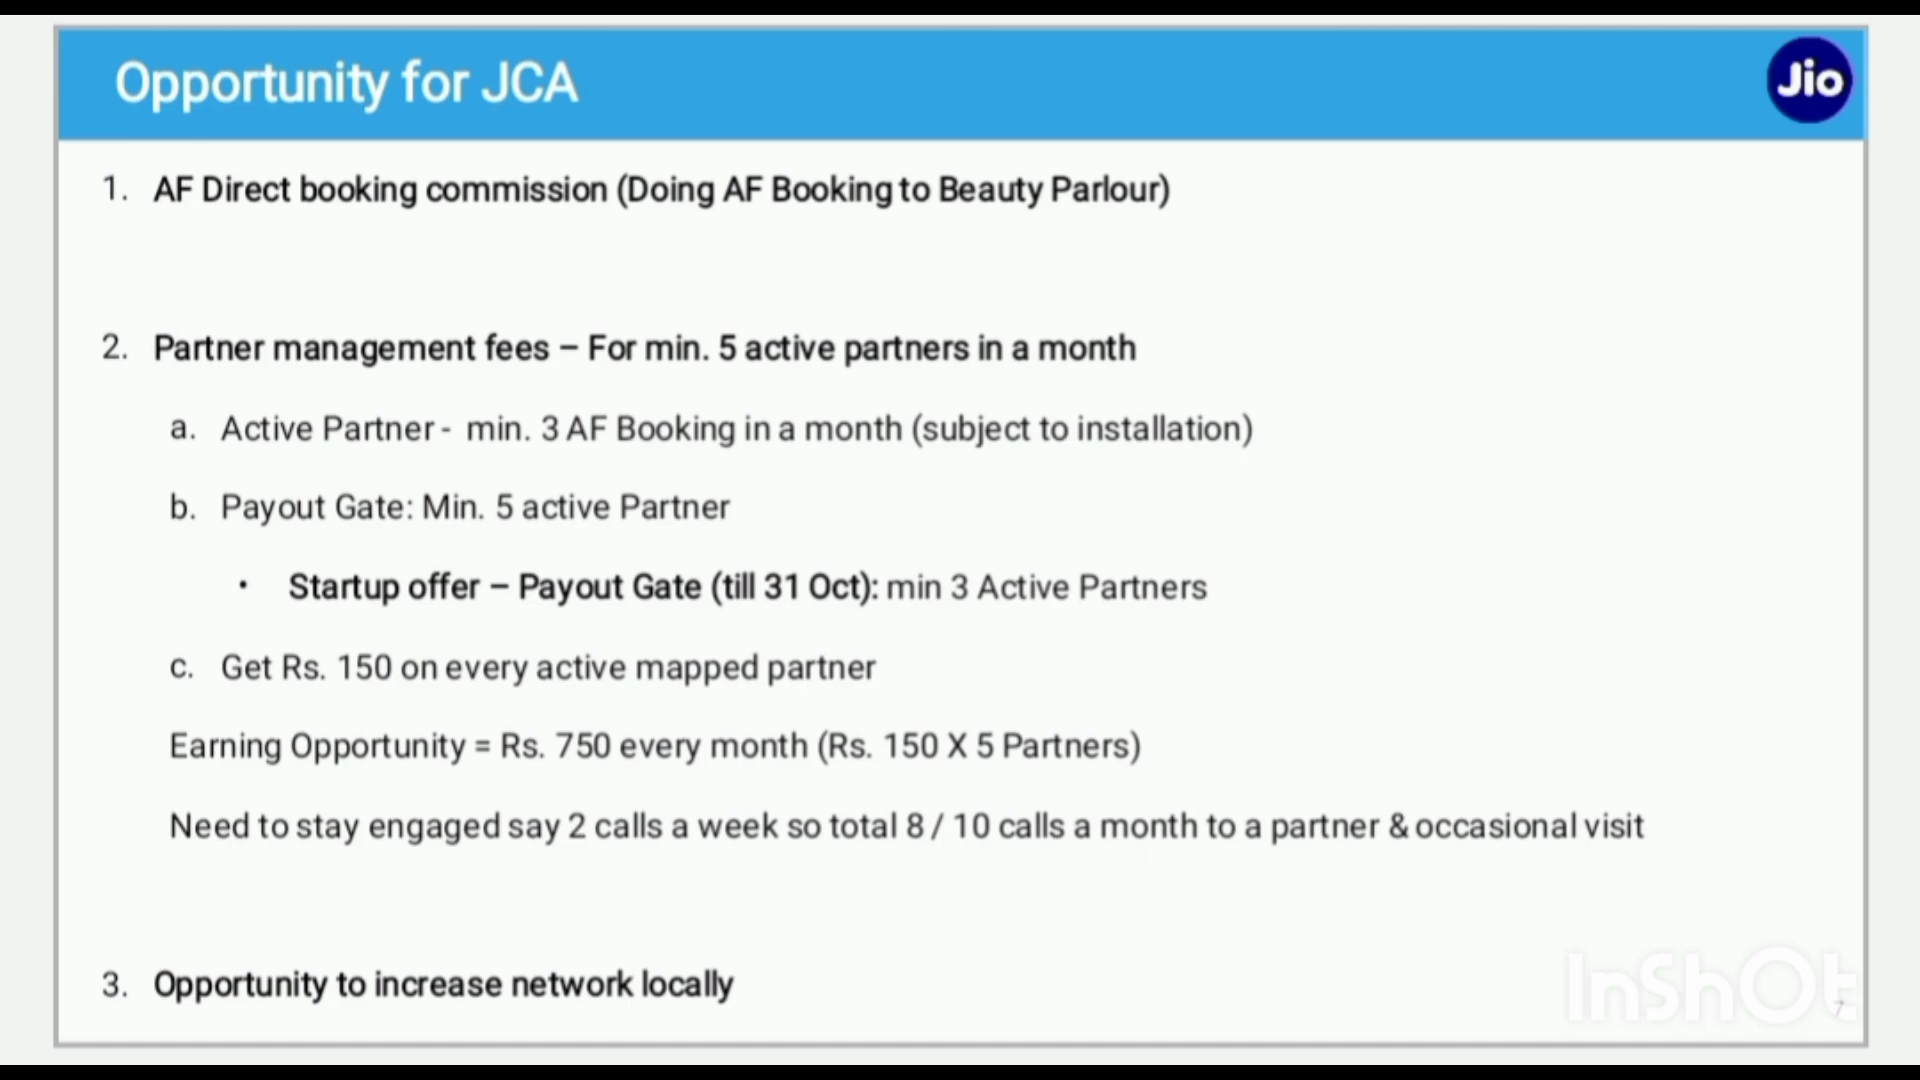 Opportunity for JCA
Jio
1. AF Direct booking commission (Doing AF Booking to Beauty Parlour)
2. Partner management fees – For min. 5 active partners in a month
a. Active Partner - min. 3 AF Booking in a month (subject to installation)
b. Payout Gate: Min. 5 active Partner
• Startup offer – Payout Gate (till 31 Oct): min 3 Active Partners
c. Get Rs. 150 on every active mapped partner
Earning Opportunity = Rs. 750 every month (Rs. 150 X 5 Partners)
Need to stay engaged say 2 calls a week so total 8 / 10 calls a month to a partner & occasional visit
3. Opportunity to increase network locally
InShOt
7